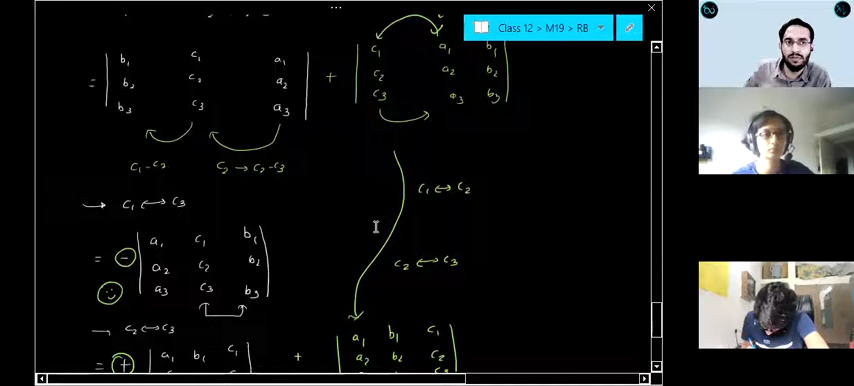 Class 12 > M19 > RB
= | b₁ c₁ a₁ | + | c₁ a₁ b₁ |
| b₂ c₂ a₂ | | c₂ a₂ b₂ |
| b₃ c₃ a₃ | | c₃ a₃ b₃ |
C₁-C₂ C₂ → C₂-C₃
→ C₁ ↔ C₃ C₁ ↔ C₂
= - | a₁ c₁ b₁ |
| a₂ c₂ b₂ | C₂ ↔ C₃
| a₃ c₃ b₃ |
→ C₂ ↔ C₃ | a₁ b₁ c₁ |
= + | a₁ b₁ c₁ | + | a₂ b₂ c₂ |